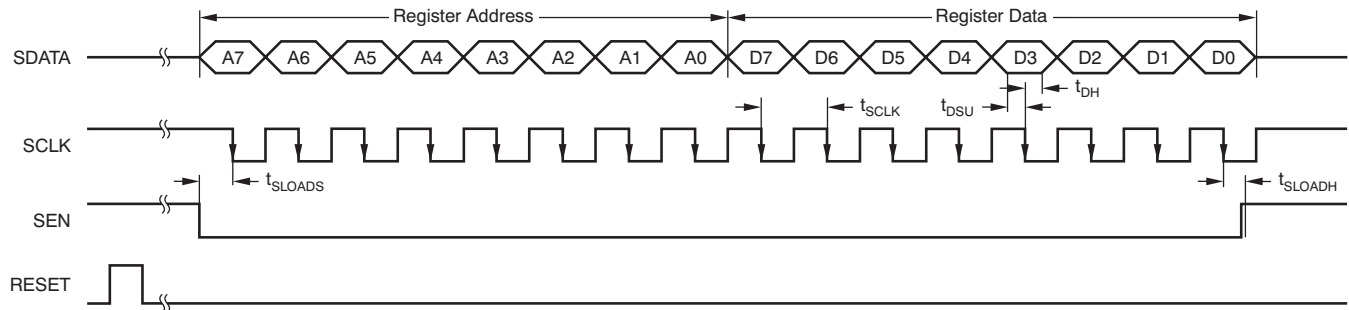 Register Address Register Data
SDATA A7 A6 A5 A4 A3 A2 A1 A0 D7 D6 D5 D4 D3 D2 D1 D0
tSCLK tDSU tDH
SCLK
tSLOADS tSLOADH
SEN
RESET